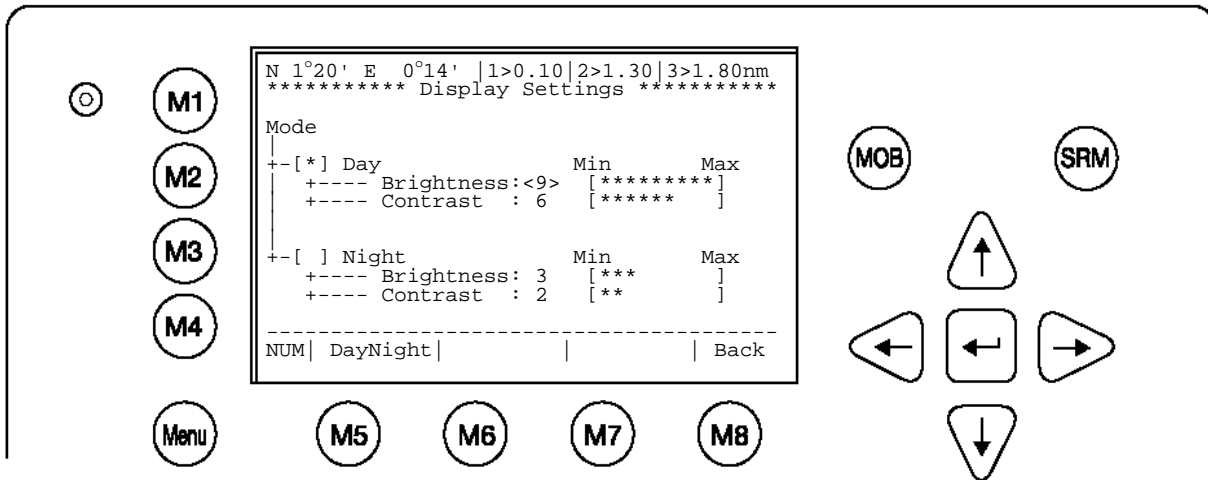 N 1°20' E 0°14' |1>0.10|2>1.30|3>1.80nm
*********** Display Settings ***********
Mode
+-[*] Day Min Max
+---- Brightness:<9> [*********]
+---- Contrast : 6 [****** ]
+-[ ] Night Min Max
+---- Brightness: 3 [*** ]
+---- Contrast : 2 [** ]
----------------------------------------
NUM| DayNight| | | Back
M1
M2
M3
M4
Menu
M5
M6
M7
M8
MOB
SRM